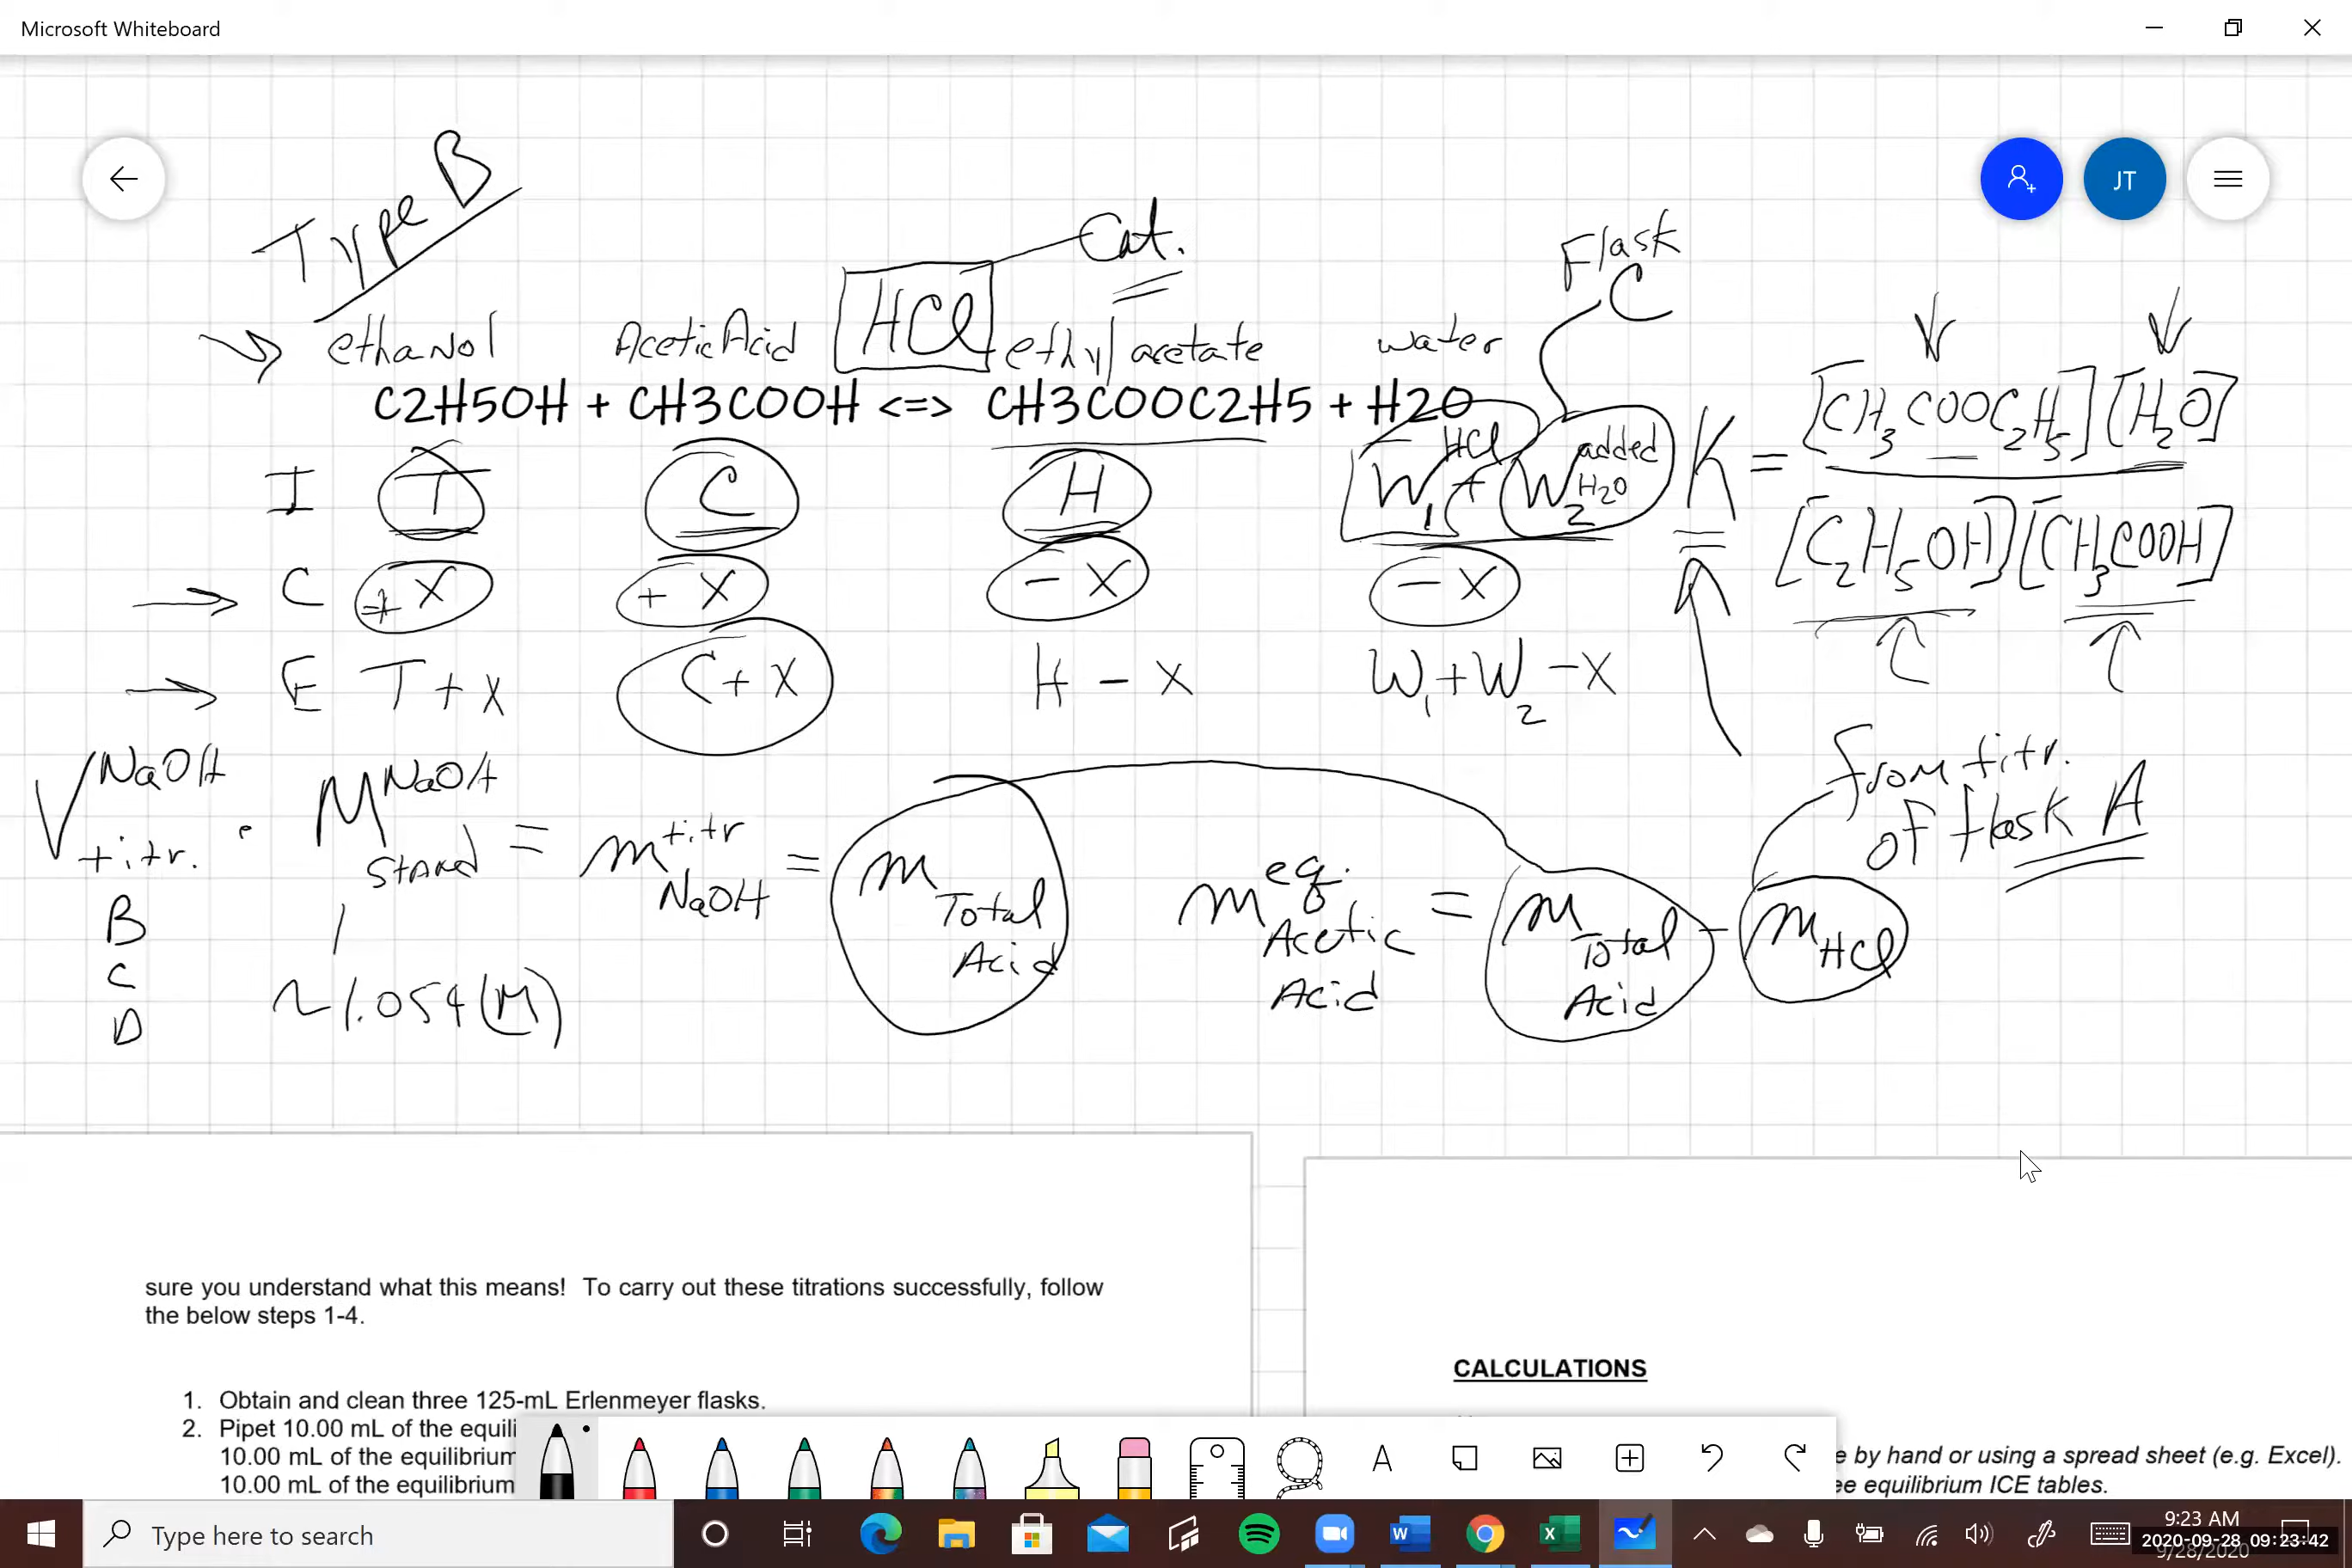 Microsoft Whiteboard
JT
Type B
Cat.
Flask C
HCl
ethanol Acetic Acid ethyl acetate water
C2H5OH + CH3COOH <=> CH3COOC2H5 + H2O
K = [CH3COOC2H5][H2O]
[C2H5OH][CH3COOH]
I T C H W1 HCl + W2 added H2O
C + X + X - X - X
E T + X C + X H - X W1 + W2 - X
V NaOH titr. · M NaOH stand = m titr NaOH = m Total Acid
B
C
D
~1.054 (M)
m eq. Acetic Acid = m Total Acid - m HCl
from titr. of flask A
sure you understand what this means! To carry out these titrations successfully, follow
the below steps 1-4.
1. Obtain and clean three 125-mL Erlenmeyer flasks.
2. Pipet 10.00 mL of the equili
10.00 mL of the equilibrium
10.00 mL of the equilibrium
CALCULATIONS
e by hand or using a spread sheet (e.g. Excel).
ee equilibrium ICE tables.
A
Type here to search
9:23 AM
2020-09-28 09:23:42
9/28/2020